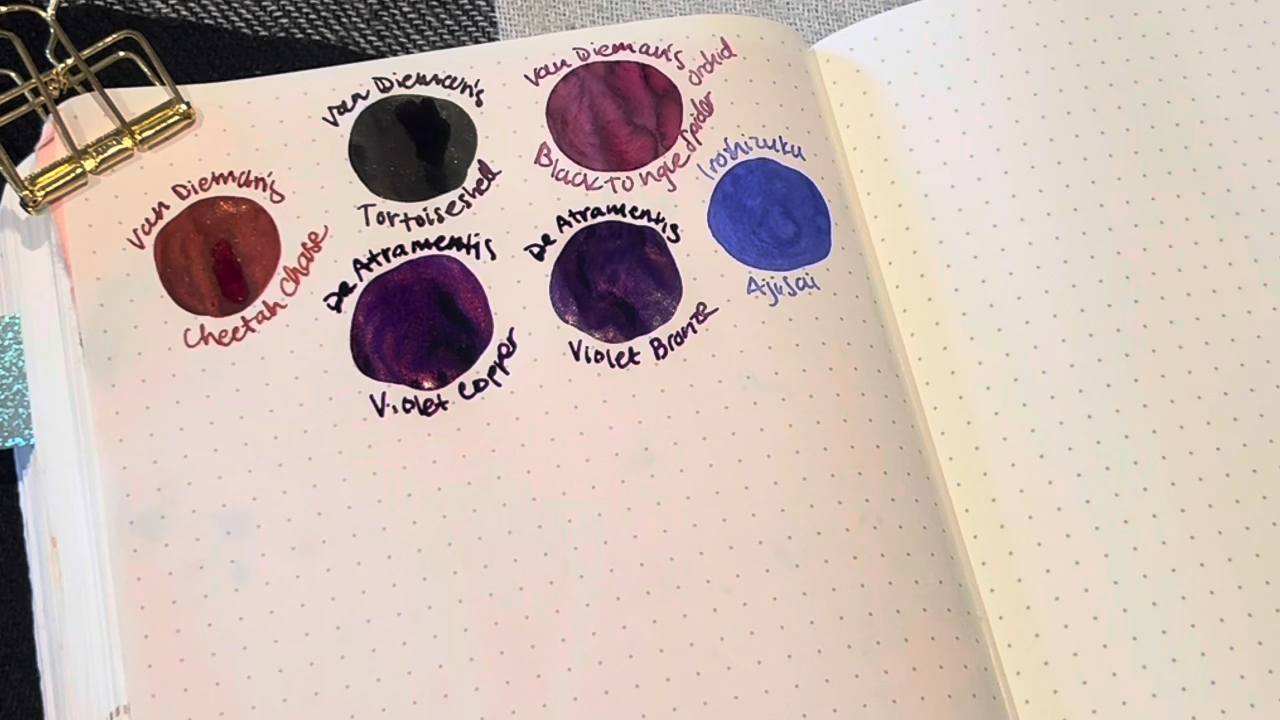 Van Dieman's
Cheetah Chase
Van Dieman's
Tortoiseshell
Van Dieman's
Black Tongue Spider
Orchid
De Atramentis
Violet Copper
De Atramentis
Violet Bronze
Iroshizuku
Ajisai